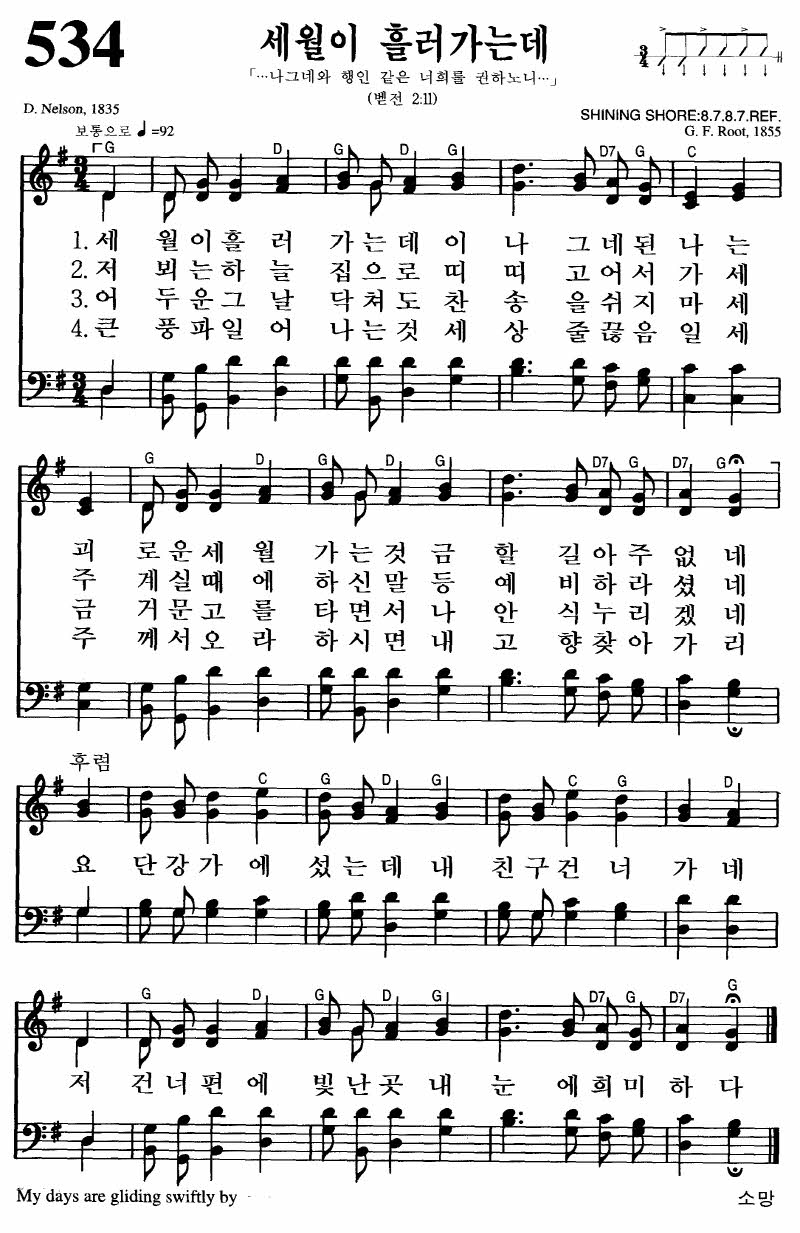 534
세월이 흘러가는데
「…나그네와 행인 같은 너희를 권하노니…」
(벧전 2:11)
3/4
D. Nelson, 1835
SHINING SHORE:8.7.8.7.REF.
보통으로 ♩=92
G. F. Root, 1855
G D G D G D7 G C
1. 세 월이흘 러 가는데 이 나 그네된 나는
2. 저 뵈는하 늘 집으로 띠 띠 고어서 가세
3. 어 두운그 날 닥쳐도 찬 송 을쉬지 마세
4. 큰 풍파일 어 나는것 세 상 줄끊음 일세
G D G D G D7 G D7 G
괴 로운세 월 가는것 금 할 길아주 없네
주 계실때 에 하신말 등 예 비하라 셨네
금 거문고 를 타면서 나 안 식누리 겠네
주 께서오 라 하시면 내 고 향찾아 가리
후렴
G C G D G C G D
요 단강가 에 섰는데 내 친구건 너 가네
G D G D G D7 G D7 G
저 건너편 에 빛난곳 내 눈 에희미 하다
My days are gliding swiftly by
소망